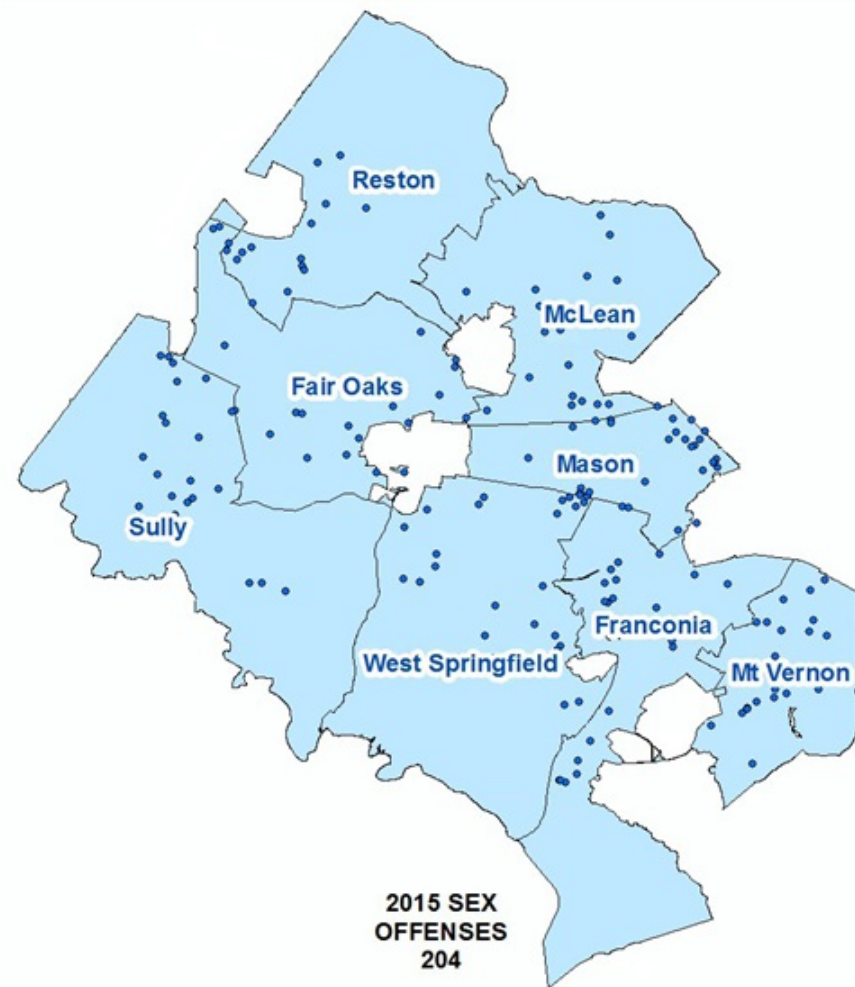 Reston
McLean
Fair Oaks
Mason
Sully
Franconia
West Springfield
Mt Vernon
2015 SEX
OFFENSES
204